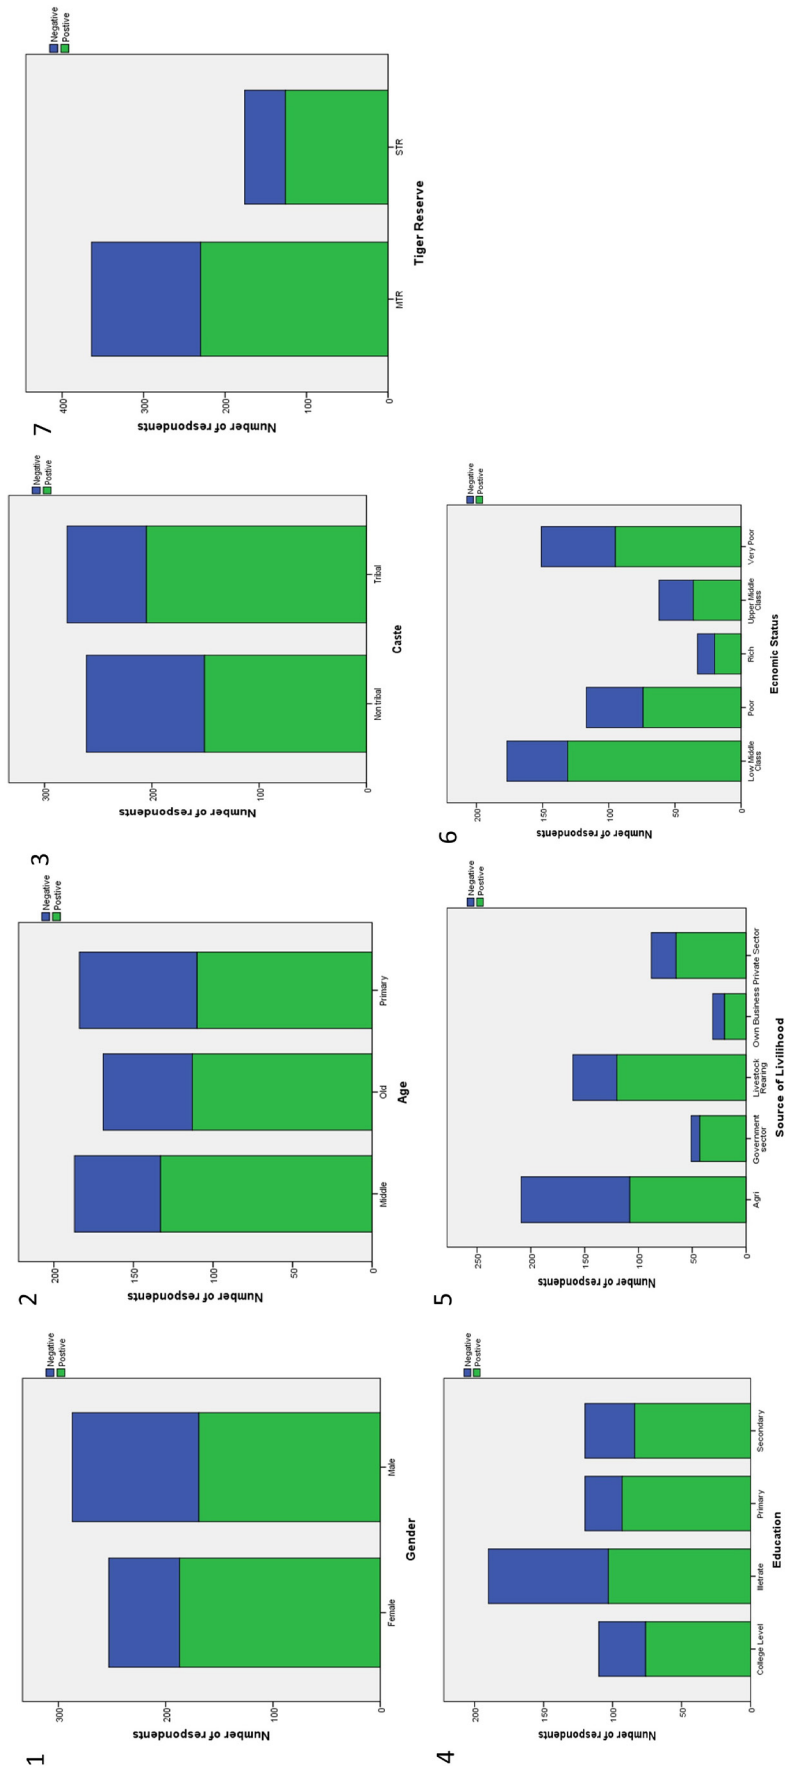 1
Negative
Postive
300
200
100
0
Number of respondents
Female
Male
Gender
2
Negative
Postive
200
150
100
50
0
Number of respondents
Middle
Old
Primary
Age
3
Negative
Postive
300
200
100
0
Number of respondents
Non tribal
Tribal
Caste
7
Negative
Postive
400
300
200
100
0
Number of respondents
MTR
STR
Tiger Reserve
4
Negative
Postive
200
150
100
50
0
Number of respondents
College Level
Illetrate
Primary
Secondary
Education
5
Negative
Postive
250
200
150
100
50
0
Number of respondents
Agri
Government
sector
Livestock
Rearing
Own Business
Private Sector
Source of Livilihood
6
Negative
Postive
200
150
100
50
0
Number of respondents
Low Middle
Class
Poor
Rich
Upper Middle
Class
Very Poor
Ecnomic Status